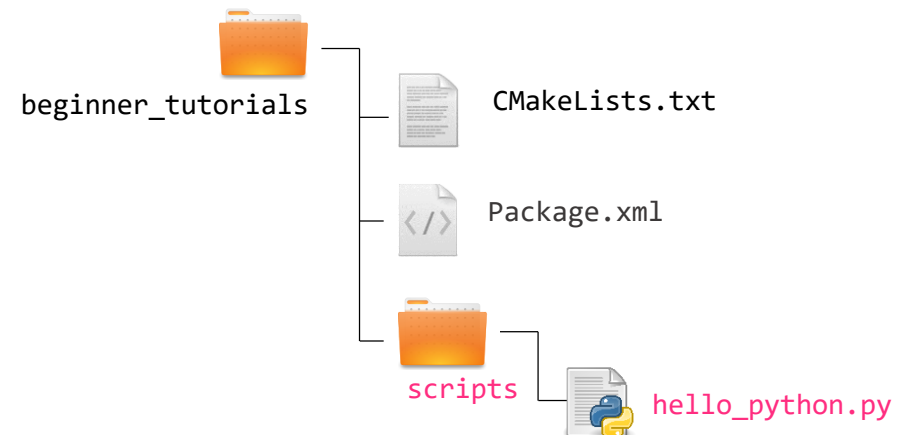 beginner_tutorials
CMakeLists.txt
Package.xml
scripts
hello_python.py